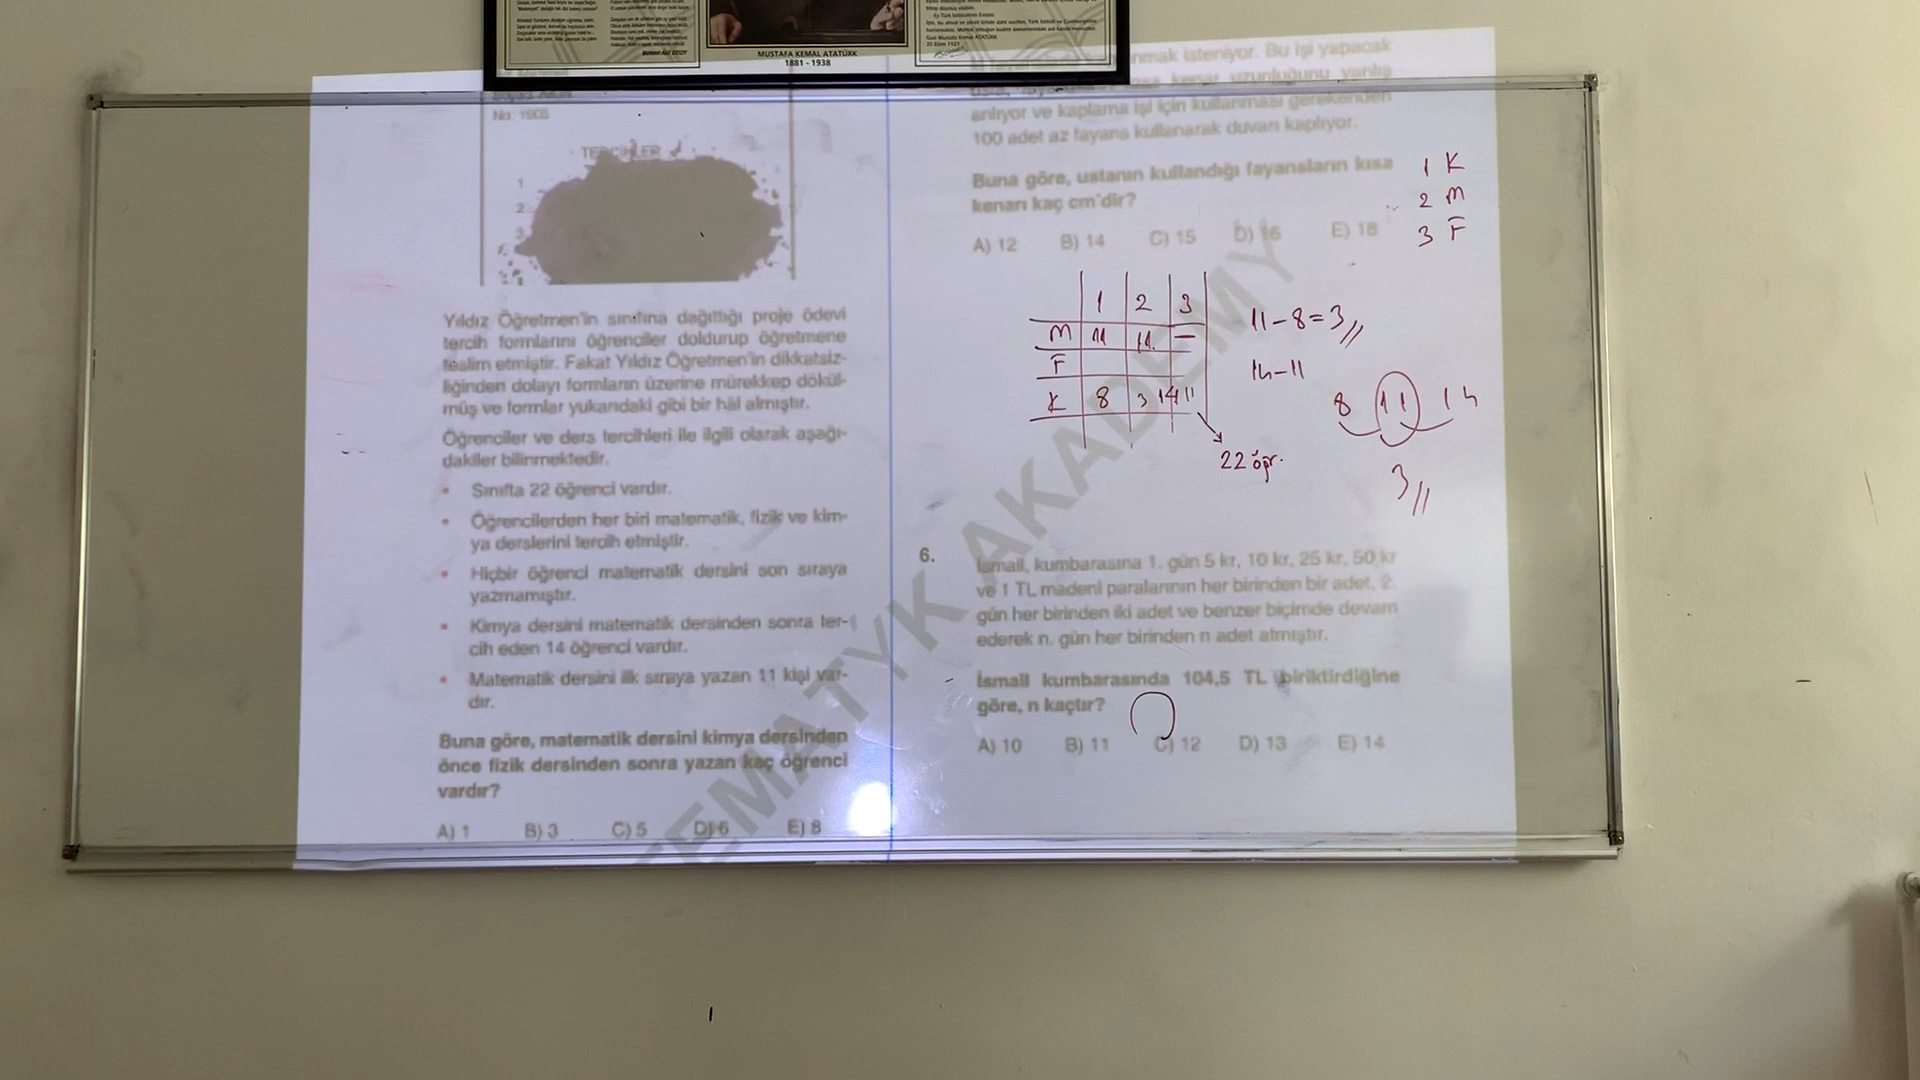 MUSTAFA KEMAL ATATÜRK
1881 - 1938
No: 1903
TERCİHLER
1
2
3
Yıldız Öğretmen'in sınıfına dağıttığı proje ödevi
tercih formlarını öğrenciler doldurup öğretmene
teslim etmiştir. Fakat Yıldız Öğretmen'in dikkatsiz-
liğinden dolayı formların üzerine mürekkep dökül-
müş ve formlar yukarıdaki gibi bir hâl almıştır.
Öğrenciler ve ders tercihleri ile ilgili olarak aşağı-
dakiler bilinmektedir.
• Sınıfta 22 öğrenci vardır.
• Öğrencilerden her biri matematik, fizik ve kim-
ya derslerini tercih etmiştir.
• Hiçbir öğrenci matematik dersini son sıraya
yazmamıştır.
• Kimya dersini matematik dersinden sonra ter-
cih eden 14 öğrenci vardır.
• Matematik dersini ilk sıraya yazan 11 kişi var-
dır.
Buna göre, matematik dersini kimya dersinden
önce fizik dersinden sonra yazan kaç öğrenci
vardır?
A) 1 B) 3 C) 5 D) 6 E) 8
nmak isteniyor. Bu işi yapacak
kenar uzunluğunu yanlış
anlıyor ve kaplama işi için kullanması gerekenden
100 adet az fayans kullanarak duvarı kaplıyor.
Buna göre, ustanın kullandığı fayansların kısa
kenarı kaç cm'dir?
A) 12 B) 14 C) 15 D) 16 E) 18
1 K
2 M
3 F
1 2 3
M 11 11 -
F
K 8 3 14 11
22 öğr.
11-8=3
14-11
8 11 14
3
6. İsmail, kumbarasına 1. gün 5 kr, 10 kr, 25 kr, 50 kr
ve 1 TL madenî paralarının her birinden bir adet, 2.
gün her birinden iki adet ve benzer biçimde devam
ederek n. gün her birinden n adet atmıştır.
İsmail kumbarasında 104,5 TL biriktirdiğine
göre, n kaçtır?
A) 10 B) 11 C) 12 D) 13 E) 14
TEMATYK AKADEMY